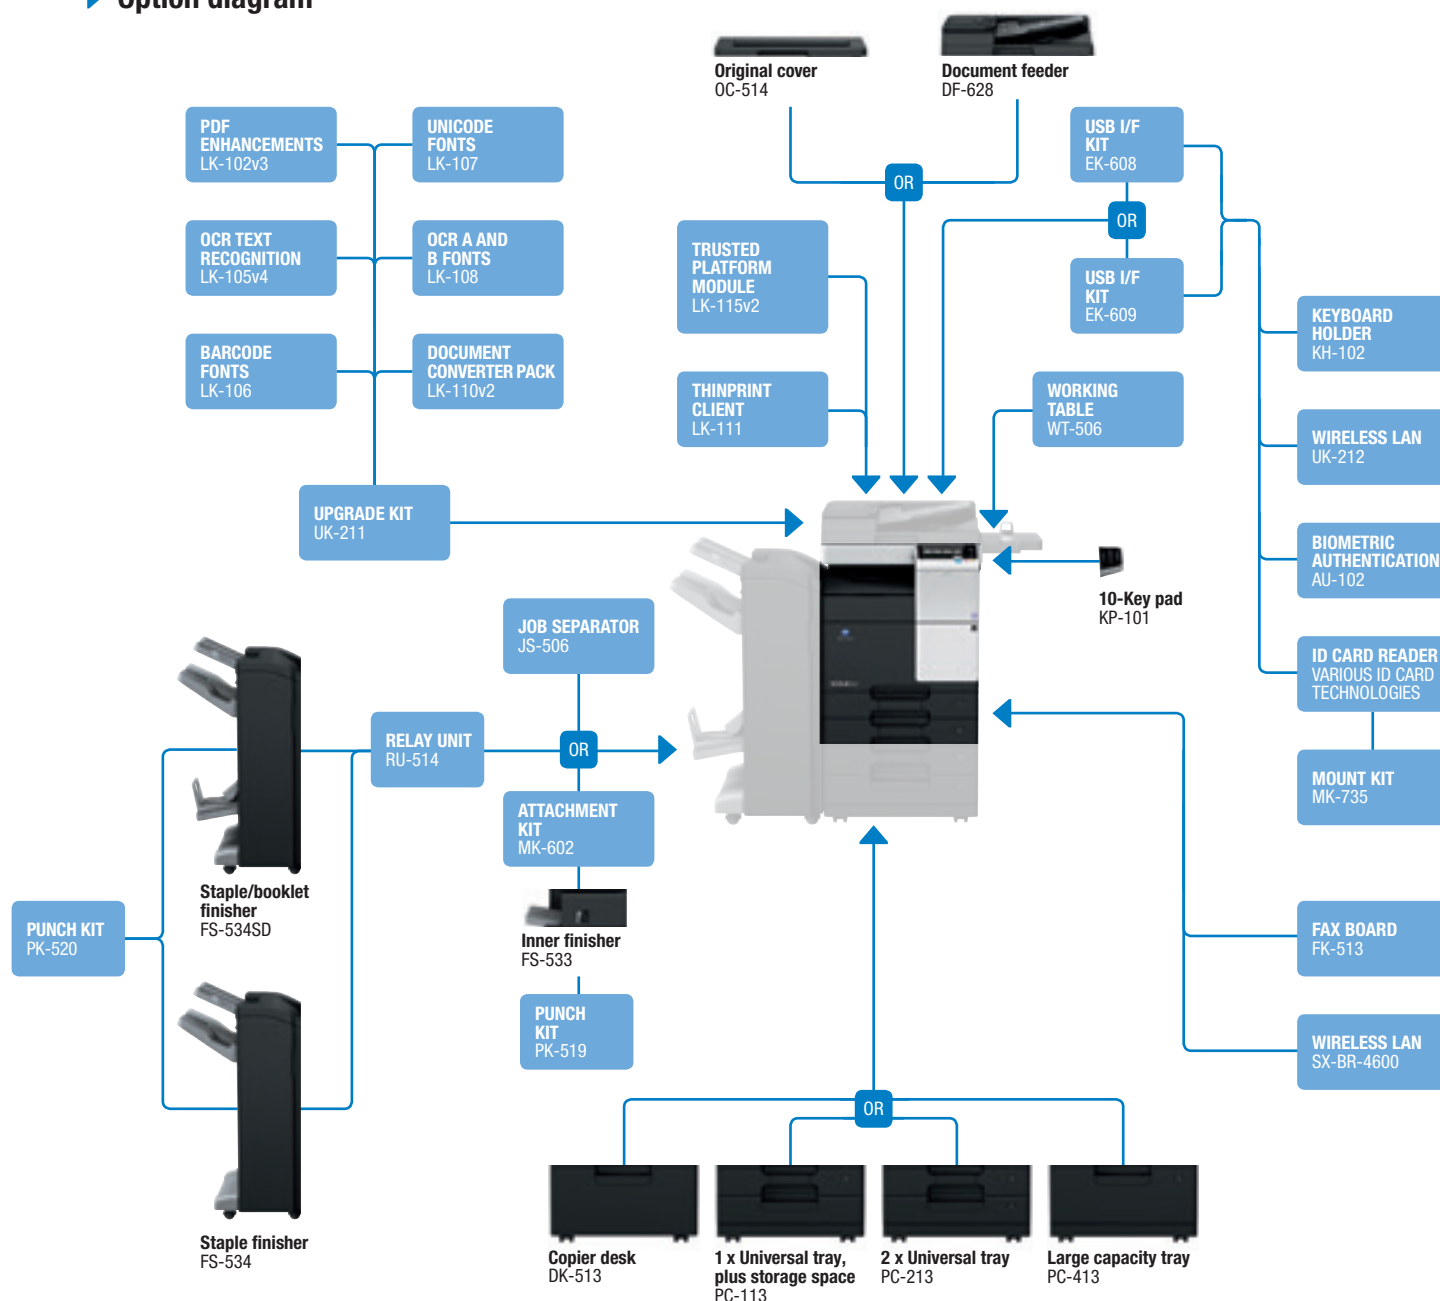 Option diagram
Original cover
OC-514
Document feeder
DF-628
PDF
ENHANCEMENTS
LK-102v3
UNICODE
FONTS
LK-107
USB I/F
KIT
EK-608
OR
OR
OCR TEXT
RECOGNITION
LK-105v4
OCR A AND
B FONTS
LK-108
TRUSTED
PLATFORM
MODULE
LK-115v2
USB I/F
KIT
EK-609
KEYBOARD
HOLDER
KH-102
BARCODE
FONTS
LK-106
DOCUMENT
CONVERTER PACK
LK-110v2
THINPRINT
CLIENT
LK-111
WORKING
TABLE
WT-506
WIRELESS LAN
UK-212
UPGRADE KIT
UK-211
BIOMETRIC
AUTHENTICATION
AU-102
10-Key pad
KP-101
JOB SEPARATOR
JS-506
ID CARD READER
VARIOUS ID CARD
TECHNOLOGIES
RELAY UNIT
RU-514
OR
MOUNT KIT
MK-735
ATTACHMENT
KIT
MK-602
Staple/booklet
finisher
FS-534SD
PUNCH KIT
PK-520
Inner finisher
FS-533
FAX BOARD
FK-513
PUNCH
KIT
PK-519
WIRELESS LAN
SX-BR-4600
OR
Staple finisher
FS-534
Copier desk
DK-513
1 x Universal tray,
plus storage space
PC-113
2 x Universal tray
PC-213
Large capacity tray
PC-413